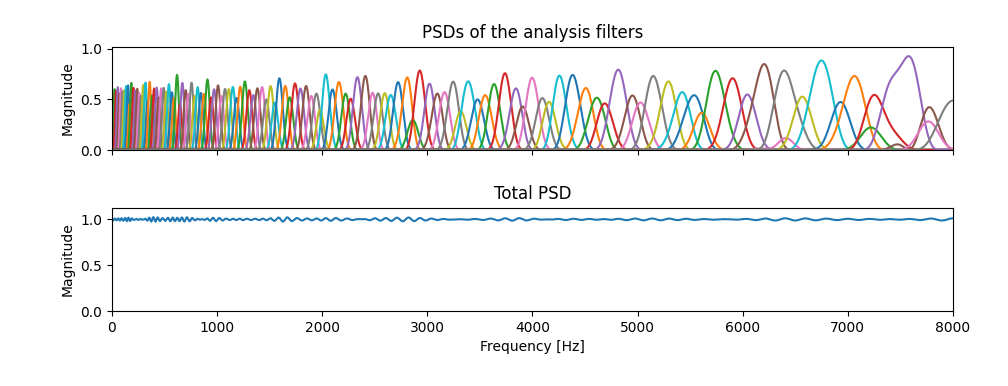 PSDs of the analysis filters
1.0
0.5
0.0
Magnitude
Total PSD
1.0
0.5
0.0
Magnitude
0 1000 2000 3000 4000 5000 6000 7000 8000
Frequency [Hz]